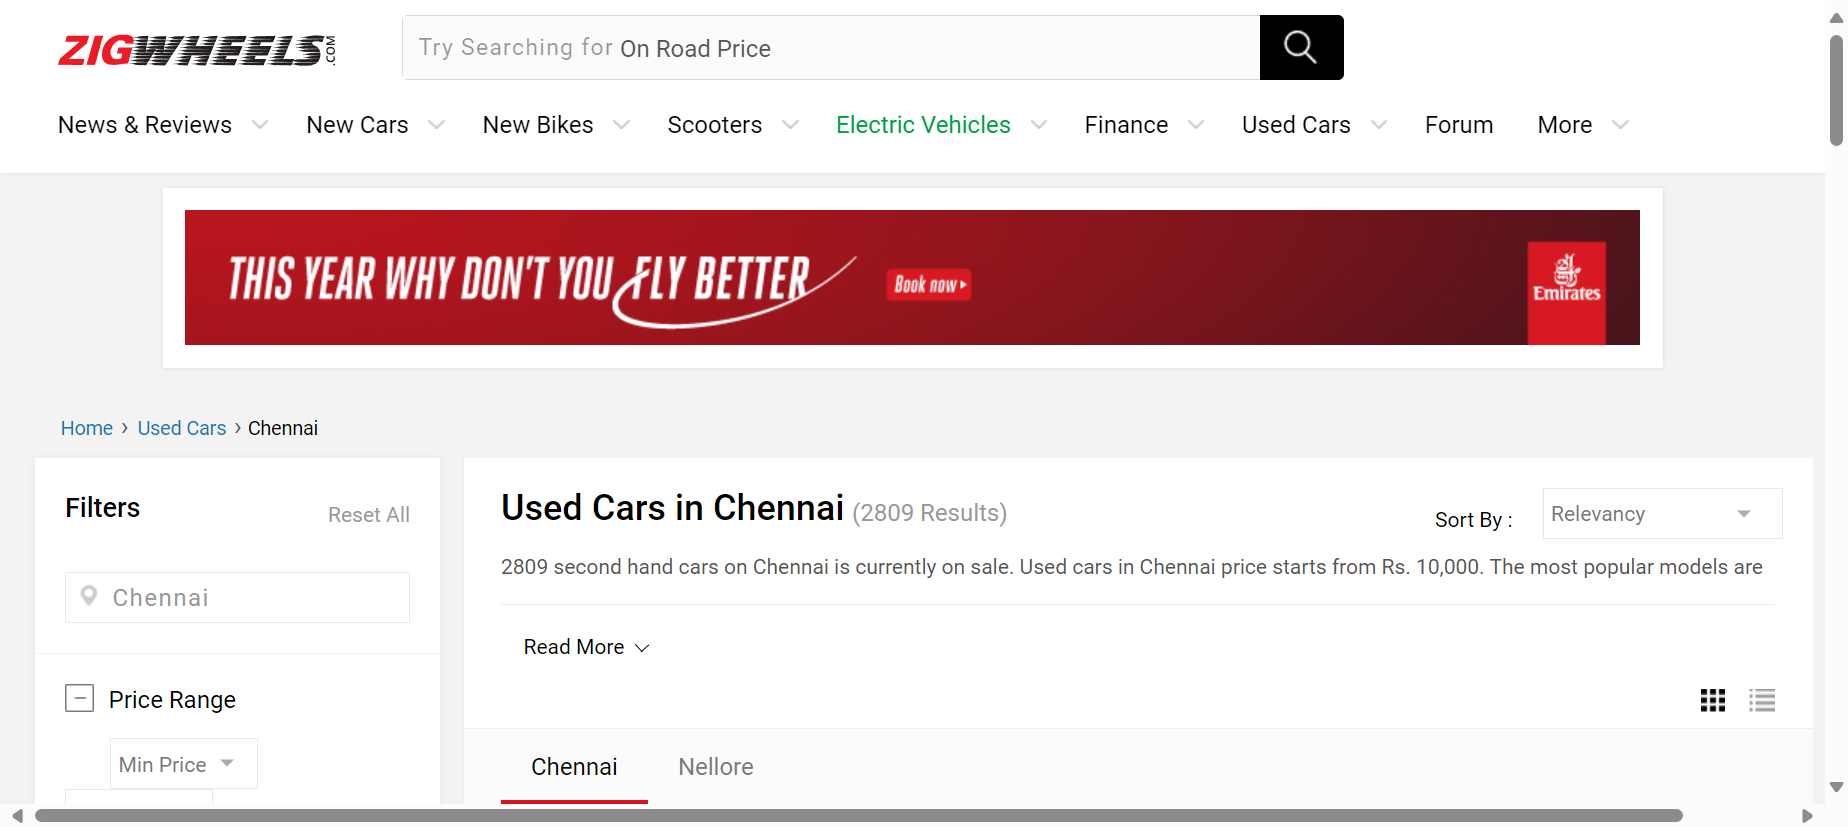 ZIGWHEELS.COM
Try Searching for On Road Price
News & Reviews New Cars New Bikes Scooters Electric Vehicles Finance Used Cars Forum More
THIS YEAR WHY DON'T YOU FLY BETTER Book now
Emirates
Home › Used Cars › Chennai
Filters
Reset All
Chennai
Price Range
Min Price
Used Cars in Chennai (2809 Results)
Sort By : Relevancy
2809 second hand cars on Chennai is currently on sale. Used cars in Chennai price starts from Rs. 10,000. The most popular models are
Read More
Chennai Nellore